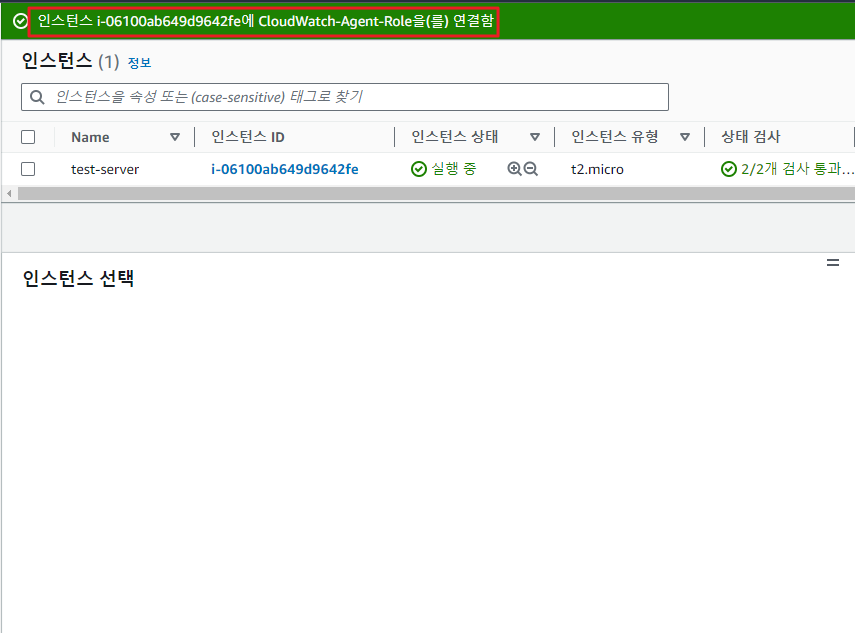 인스턴스 i-06100ab649d9642fe에 CloudWatch-Agent-Role을(를) 연결함
인스턴스 (1) 정보
인스턴스을 속성 또는 (case-sensitive) 태그로 찾기
Name 인스턴스 ID 인스턴스 상태 인스턴스 유형 상태 검사
test-server i-06100ab649d9642fe 실행 중 t2.micro 2/2개 검사 통과...
인스턴스 선택